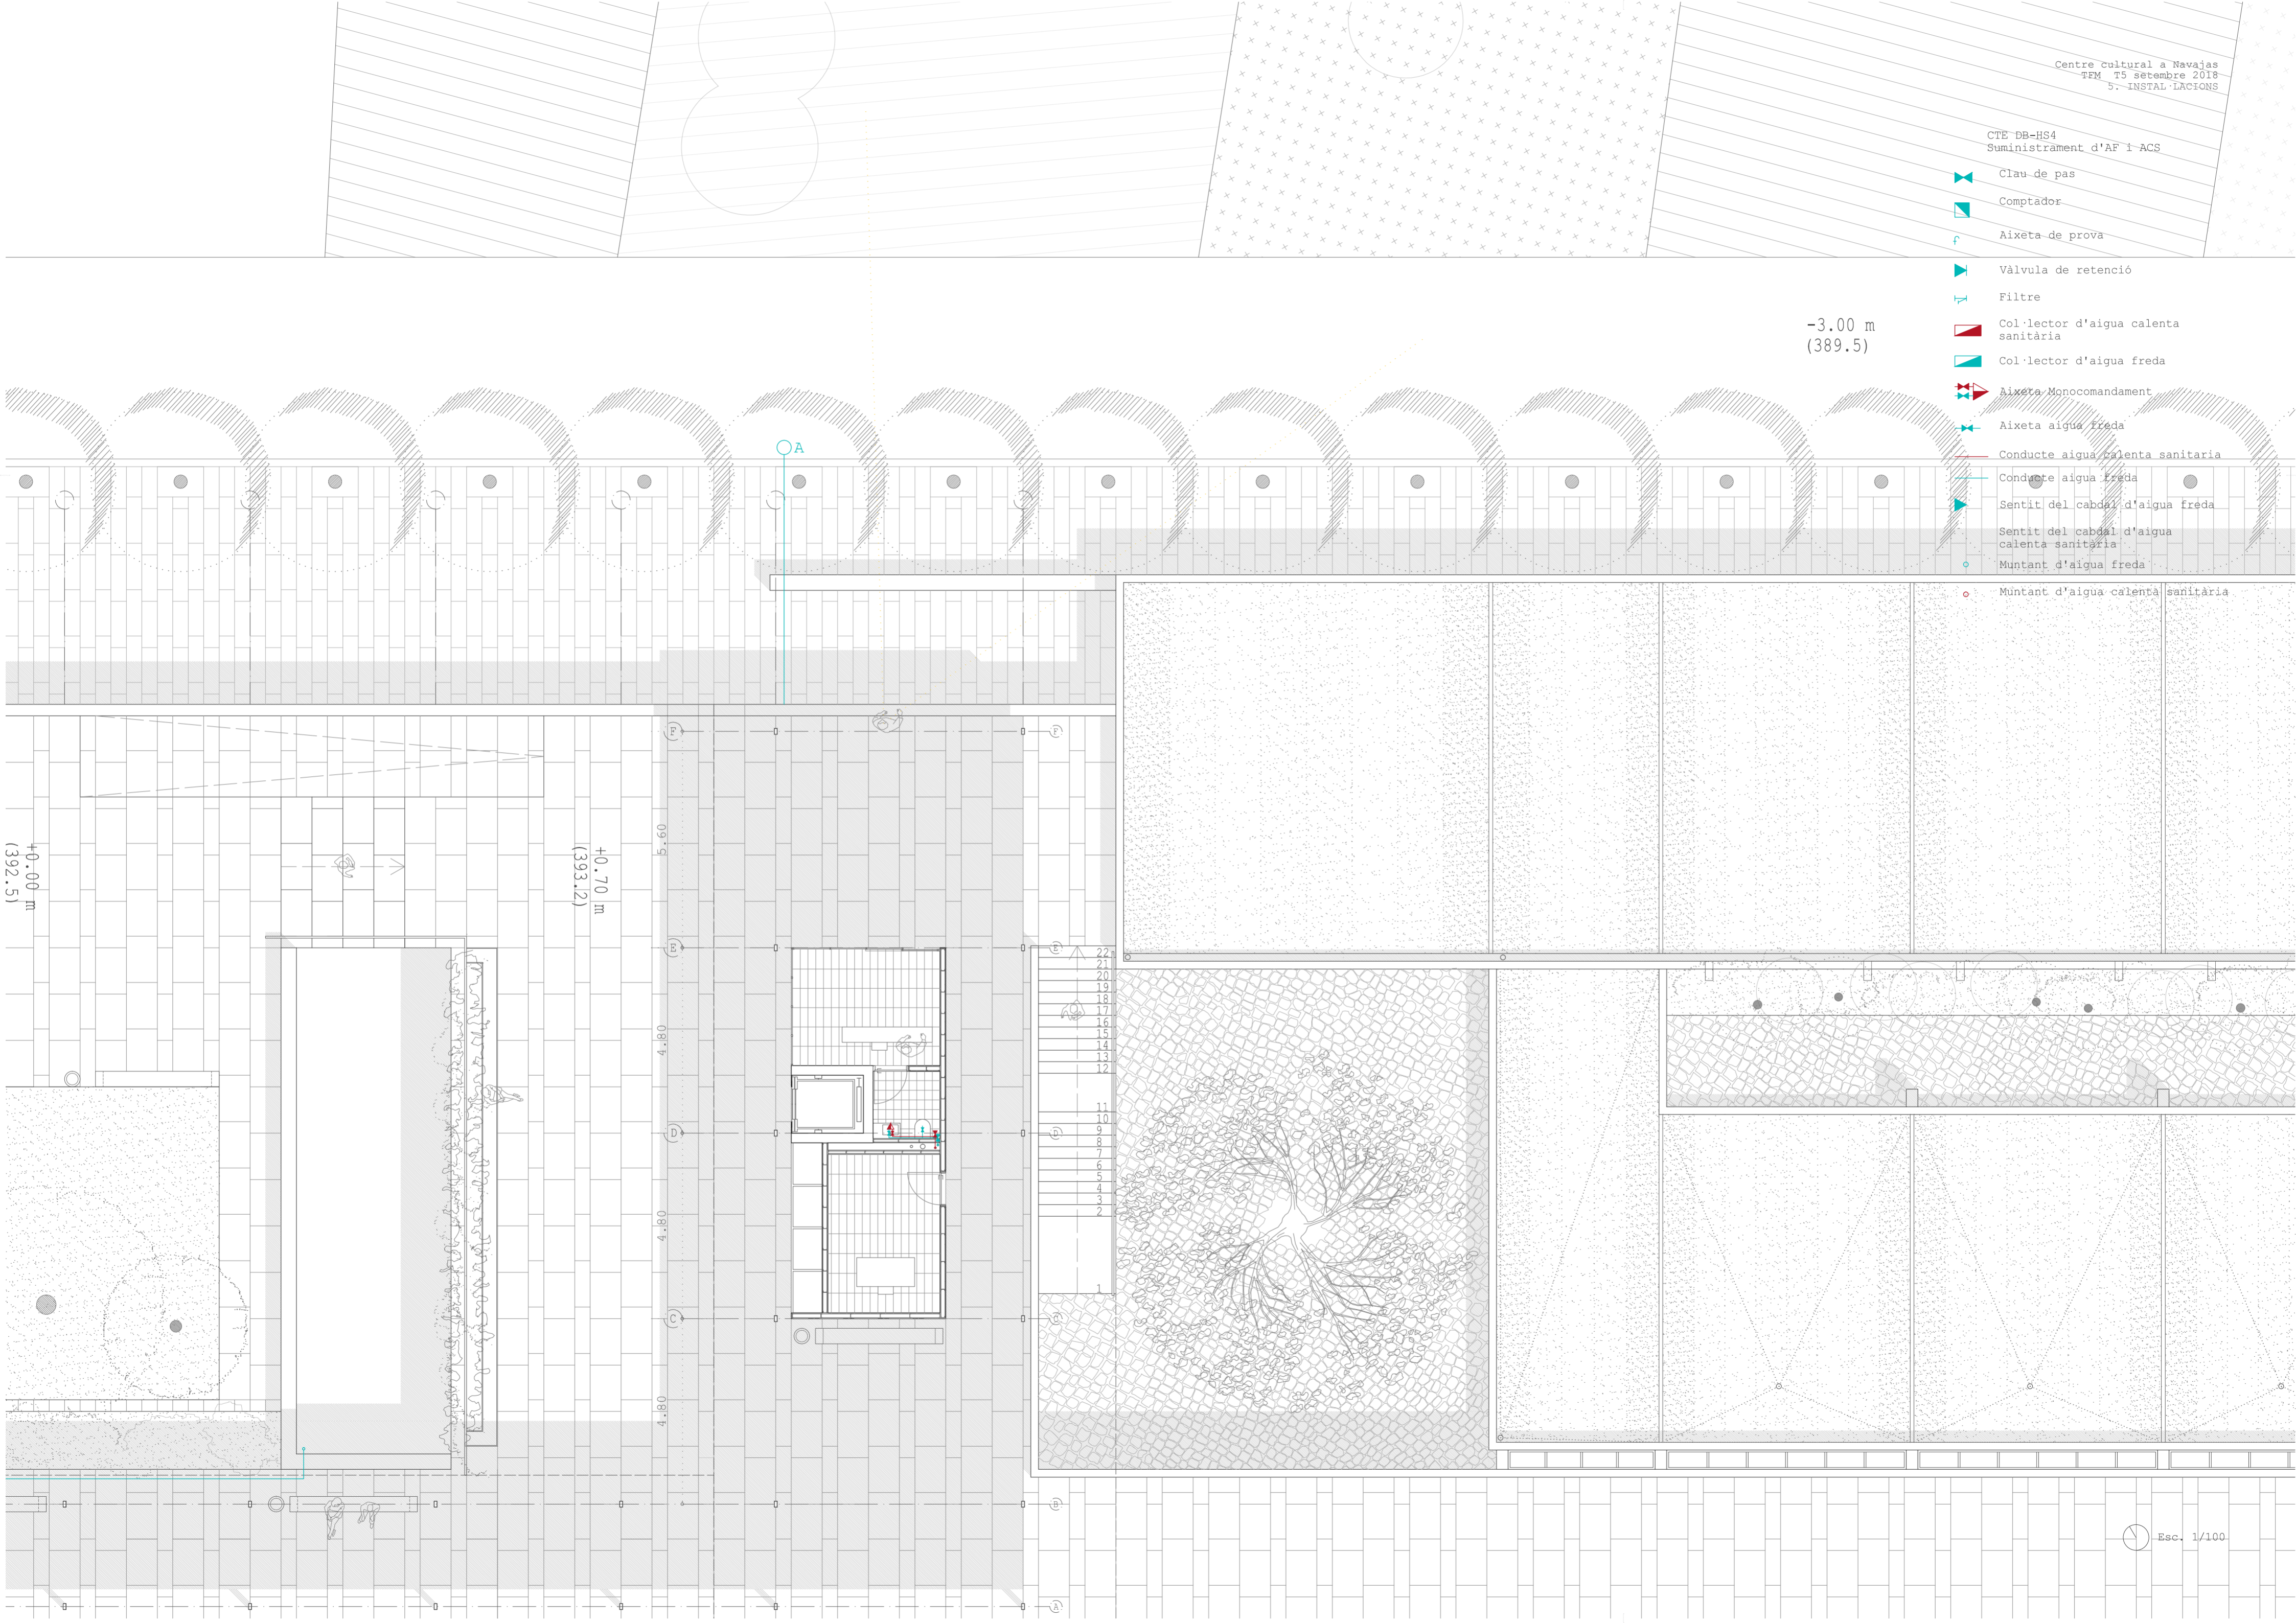 Centre cultural a Navajas
TFM  T5 setembre 2018
5. INSTAL·LACIONS
CTE DB-HS4
Suministrament d'AF i ACS
Clau de pas
Comptador
Aixeta de prova
Vàlvula de retenció
Filtre
Col·lector d'aigua calenta
sanitària
Col·lector d'aigua freda
Aixeta Monocomandament
Aixeta aigua freda
Conducte aigua calenta sanitaria
Conducte aigua freda
Sentit del cabdal d'aigua freda
Sentit del cabdal d'aigua
calenta sanitària
Muntant d'aigua freda
Muntant d'aigua calenta sanitària
-3.00 m
(389.5)
A
F
F
5.60
+0.00 m
(392.5)
+0.70 m
(393.2)
E
E
22
21
20
19
18
17
16
15
14
13
12
4.80
11
10
9
8
7
6
5
4
3
2
1
D
D
4.80
C
C
4.80
B
A
Esc. 1/100